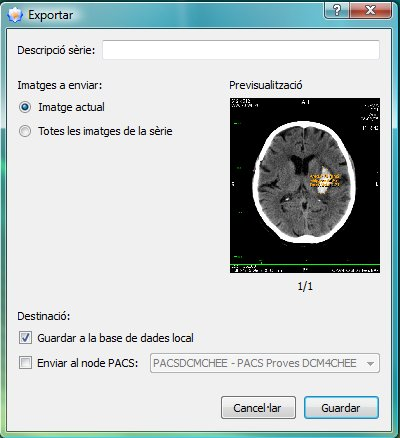 Exportar
Descripció sèrie:
Imatges a enviar:
Previsualització
Imatge actual
Totes les imatges de la sèrie
1/1
Destinació:
Guardar a la base de dades local
Enviar al node PACS:
PACSDCMCHEE - PACS Proves DCM4CHEE
Cancel·lar
Guardar